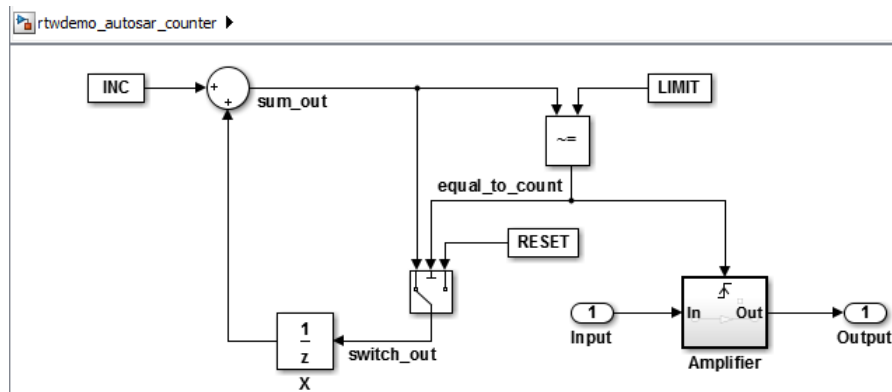 rtwdemo_autosar_counter
INC
+
+
sum_out
LIMIT
~=
equal_to_count
RESET
1
Input
In
Out
Amplifier
1
Output
1
z
X
switch_out